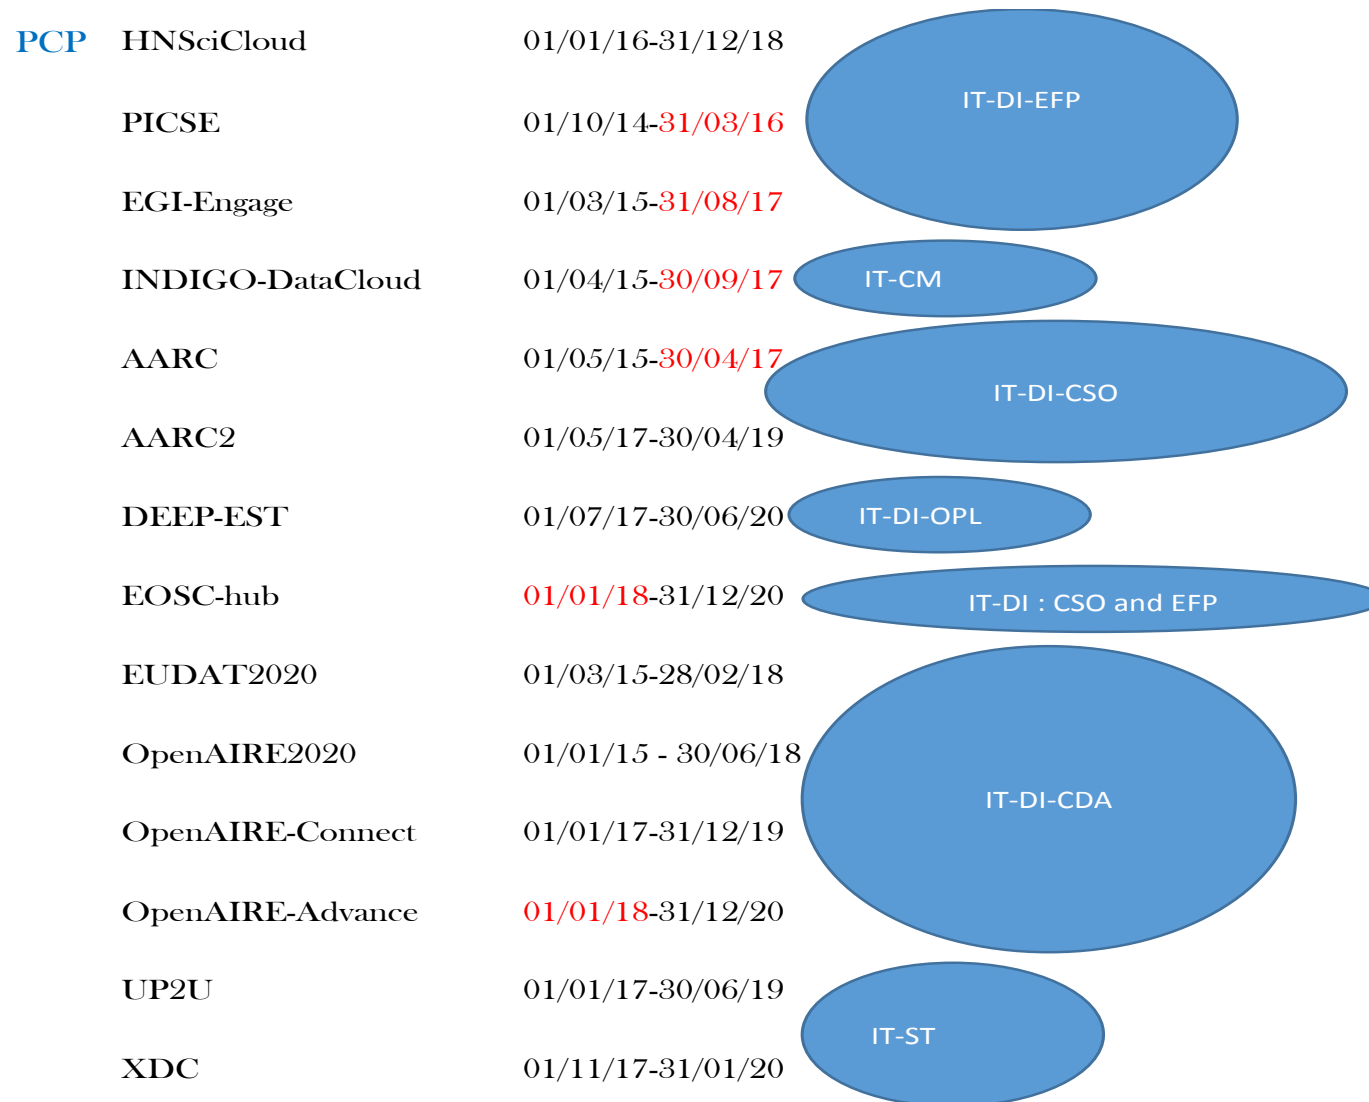 PCP HNSciCloud 01/01/16-31/12/18
IT-DI-EFP
PICSE 01/10/14-31/03/16
EGI-Engage 01/03/15-31/08/17
INDIGO-DataCloud 01/04/15-30/09/17 IT-CM
AARC 01/05/15-30/04/17
IT-DI-CSO
AARC2 01/05/17-30/04/19
DEEP-EST 01/07/17-30/06/20 IT-DI-OPL
EOSC-hub 01/01/18-31/12/20 IT-DI : CSO and EFP
EUDAT2020 01/03/15-28/02/18
OpenAIRE2020 01/01/15 - 30/06/18
IT-DI-CDA
OpenAIRE-Connect 01/01/17-31/12/19
OpenAIRE-Advance 01/01/18-31/12/20
UP2U 01/01/17-30/06/19
IT-ST
XDC 01/11/17-31/01/20